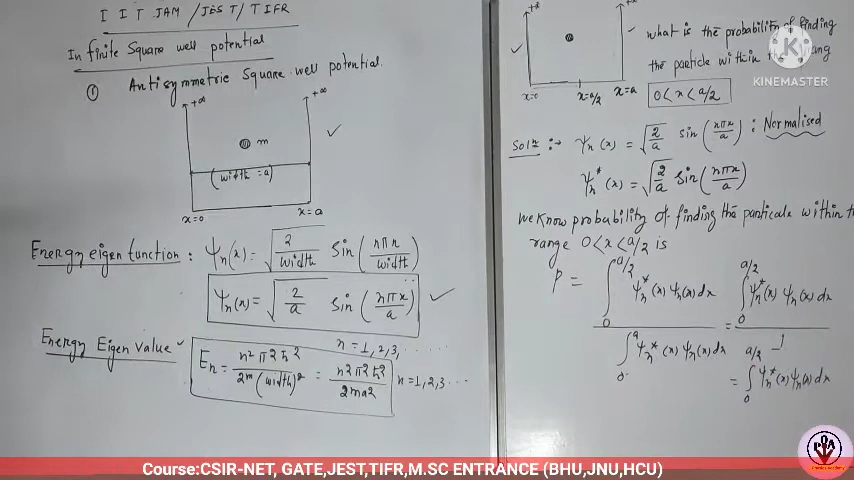 I I T JAM / JEST / TIFR
Infinite Square well potential
① Antisymmetric Square well potential.
+∞ +∞
m
(width = a)
x=0 x=a
Energy eigen function : ψn(x) = √(2/width) Sin(nπx/width)
ψn(x) = √(2/a) sin(nπx/a)
n = 1, 2, 3, ......
Energy Eigen value
En = n²π²ħ²/2m(width)² = n²π²ħ²/2ma² n=1,2,3...
+∞ +∞
x=0 x=a/2 x=a
what is the probability of finding
the particle within
0<x<a/2
Soln :→ ψn(x) = √(2/a) sin(nπx/a) : Normalised
ψn*(x) = √(2/a) Sin(nπx/a)
We know probability of finding the particale within
range 0<x<a/2 is
P = ∫₀^(a/2) ψn*(x) ψn(x) dx / ∫₀^a ψn*(x) ψn(x) dx = ∫₀^(a/2) ψn*(x) ψn(x) dx / 1
= ∫₀^(a/2) ψn*(x) ψn(x) dx
KINEMASTER
Course:CSIR-NET, GATE,JEST,TIFR,M.SC ENTRANCE (BHU,JNU,HCU)